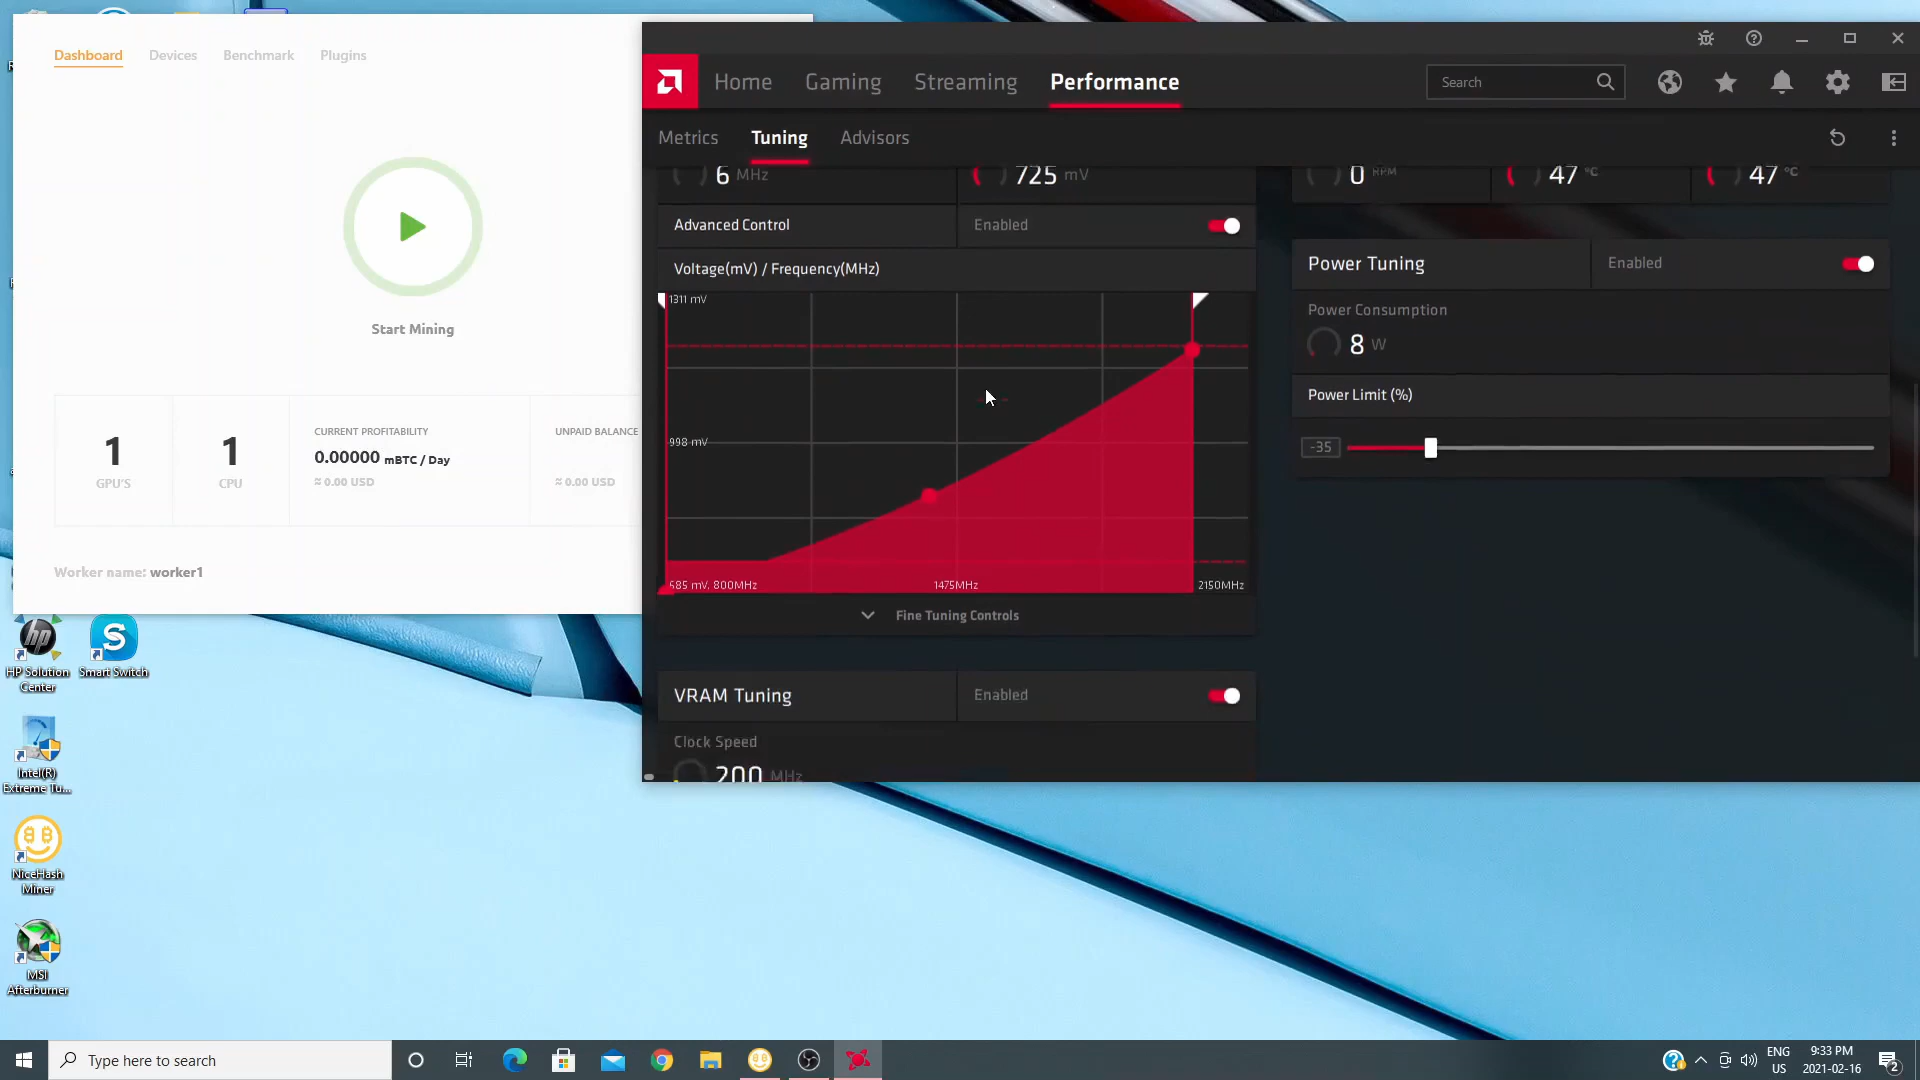 Dashboard
Devices
Benchmark
Plugins
Start Mining
1
GPU'S
1
CPU
CURRENT PROFITABILITY
0.00000 mBTC / Day
≈ 0.00 USD
UNPAID BALANCE
≈ 0.00 USD
Worker name: worker1
Home
Gaming
Streaming
Performance
Search
Metrics
Tuning
Advisors
6 MHz
725 mV
0 RPM
47 °C
47 °C
Advanced Control
Enabled
Voltage(mV) / Frequency(MHz)
1311 mV
998 mV
685 mV, 800MHz
1475MHz
2150MHz
Fine Tuning Controls
VRAM Tuning
Enabled
Clock Speed
200 MHz
Power Tuning
Enabled
Power Consumption
8 W
Power Limit (%)
-35
HP Solution
Center
Smart Switch
Intel(R)
Extreme Tu...
NiceHash
Miner
MSI
Afterburner
Type here to search
ENG
US
9:33 PM
2021-02-16
2